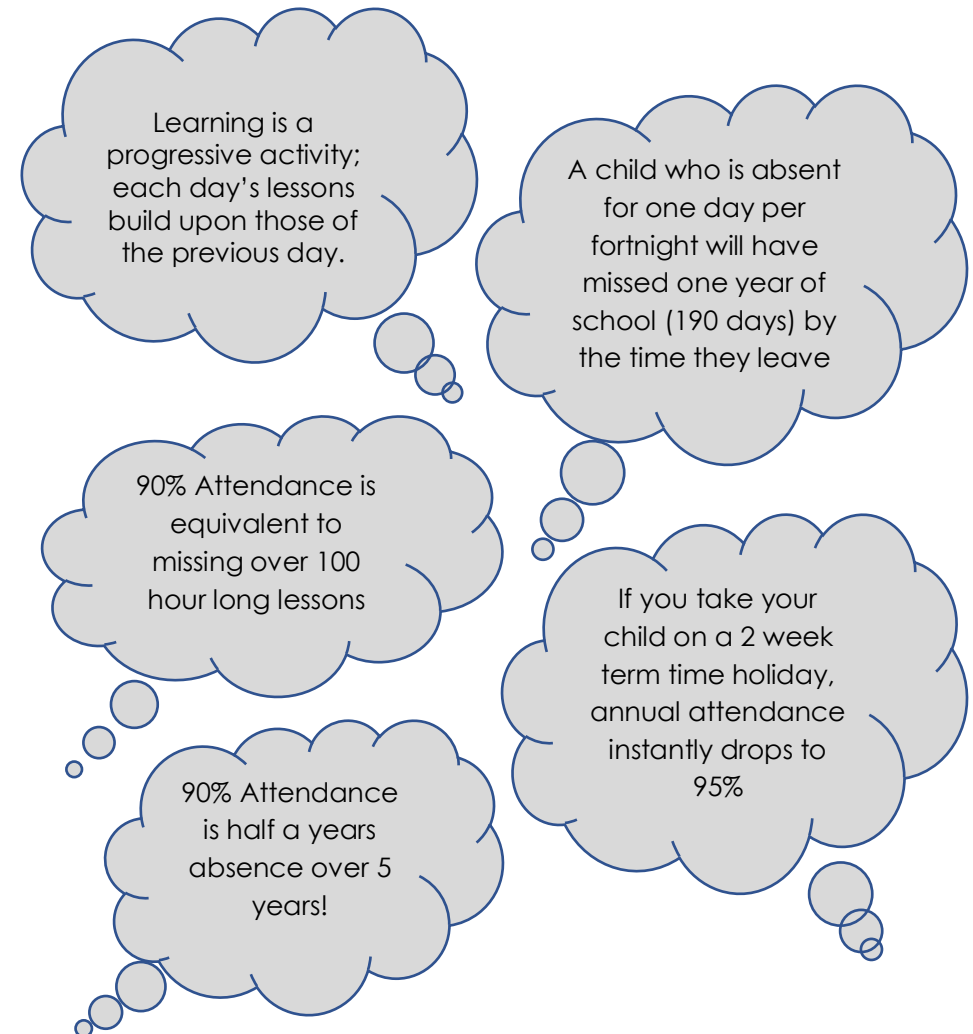 Learning is a
progressive activity;
each day’s lessons
build upon those of
the previous day.
A child who is absent
for one day per
fortnight will have
missed one year of
school (190 days) by
the time they leave
90% Attendance is
equivalent to
missing over 100
hour long lessons
If you take your
child on a 2 week
term time holiday,
annual attendance
instantly drops to
95%
90% Attendance
is half a years
absence over 5
years!